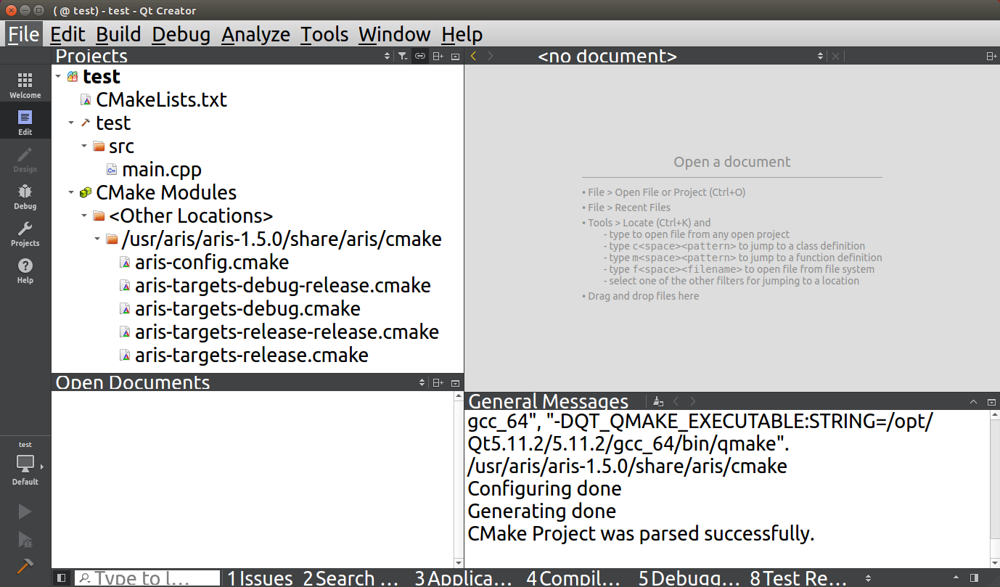 ( @ test) - test - Qt Creator
File Edit Build Debug Analyze Tools Window Help
Projects
<no document>
Welcome
Edit
Design
Debug
Projects
Help
test
CMakeLists.txt
test
src
main.cpp
CMake Modules
<Other Locations>
/usr/aris/aris-1.5.0/share/aris/cmake
aris-config.cmake
aris-targets-debug-release.cmake
aris-targets-debug.cmake
aris-targets-release-release.cmake
aris-targets-release.cmake
Open a document
• File > Open File or Project (Ctrl+O)
• File > Recent Files
• Tools > Locate (Ctrl+K) and
- type to open file from any open project
- type c<space><pattern> to jump to a class definition
- type m<space><pattern> to jump to a function definition
- type f<space><filename> to open file from file system
- select one of the other filters for jumping to a location
• Drag and drop files here
Open Documents
General Messages
gcc_64", "-DQT_QMAKE_EXECUTABLE:STRING=/opt/
Qt5.11.2/5.11.2/gcc_64/bin/qmake".
/usr/aris/aris-1.5.0/share/aris/cmake
Configuring done
Generating done
CMake Project was parsed successfully.
test
Default
Type to l...
1 Issues 2 Search ... 3 Applica... 4 Compil... 5 Debugg... 8 Test Re...